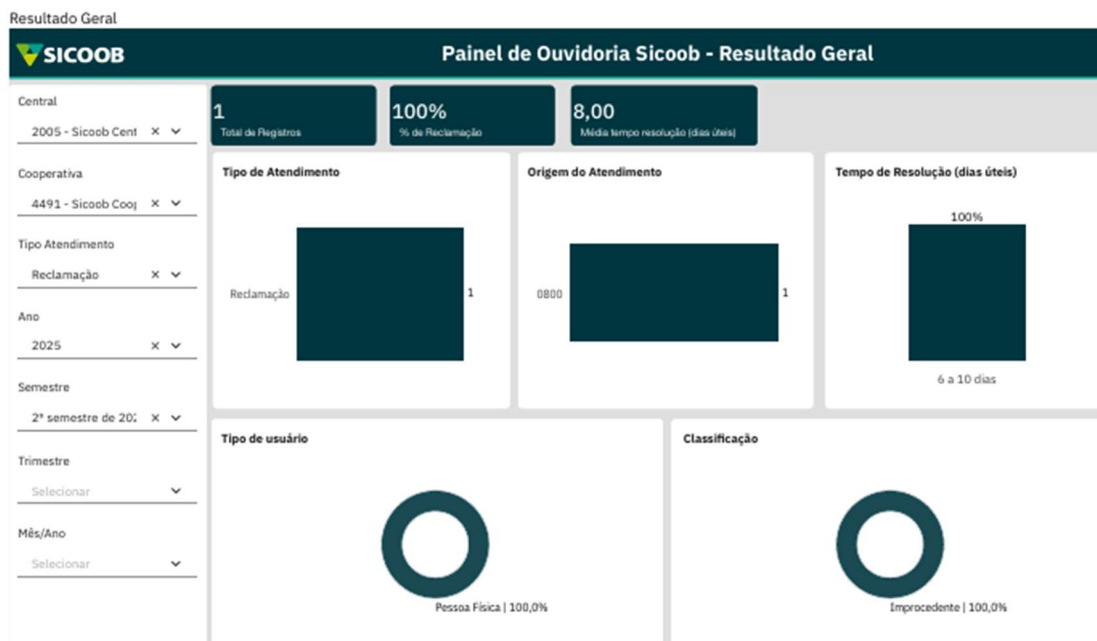 Resultado Geral
SICOOB
Painel de Ouvidoria Sicoob - Resultado Geral
Central
2005 - Sicoob Cent
Cooperativa
4491 - Sicoob Coo
Tipo Atendimento
Reclamação
Ano
2025
Semestre
2º semestre de 202
Trimestre
Selecionar
Mês/Ano
Selecionar
1
Total de Registros
100%
% de Reclamação
8,00
Média tempo resolução (dias úteis)
Tipo de Atendimento
Reclamação
1
Origem do Atendimento
0800
1
Tempo de Resolução (dias úteis)
100%
6 a 10 dias
Tipo de usuário
Pessoa Física | 100,0%
Classificação
Improcedente | 100,0%